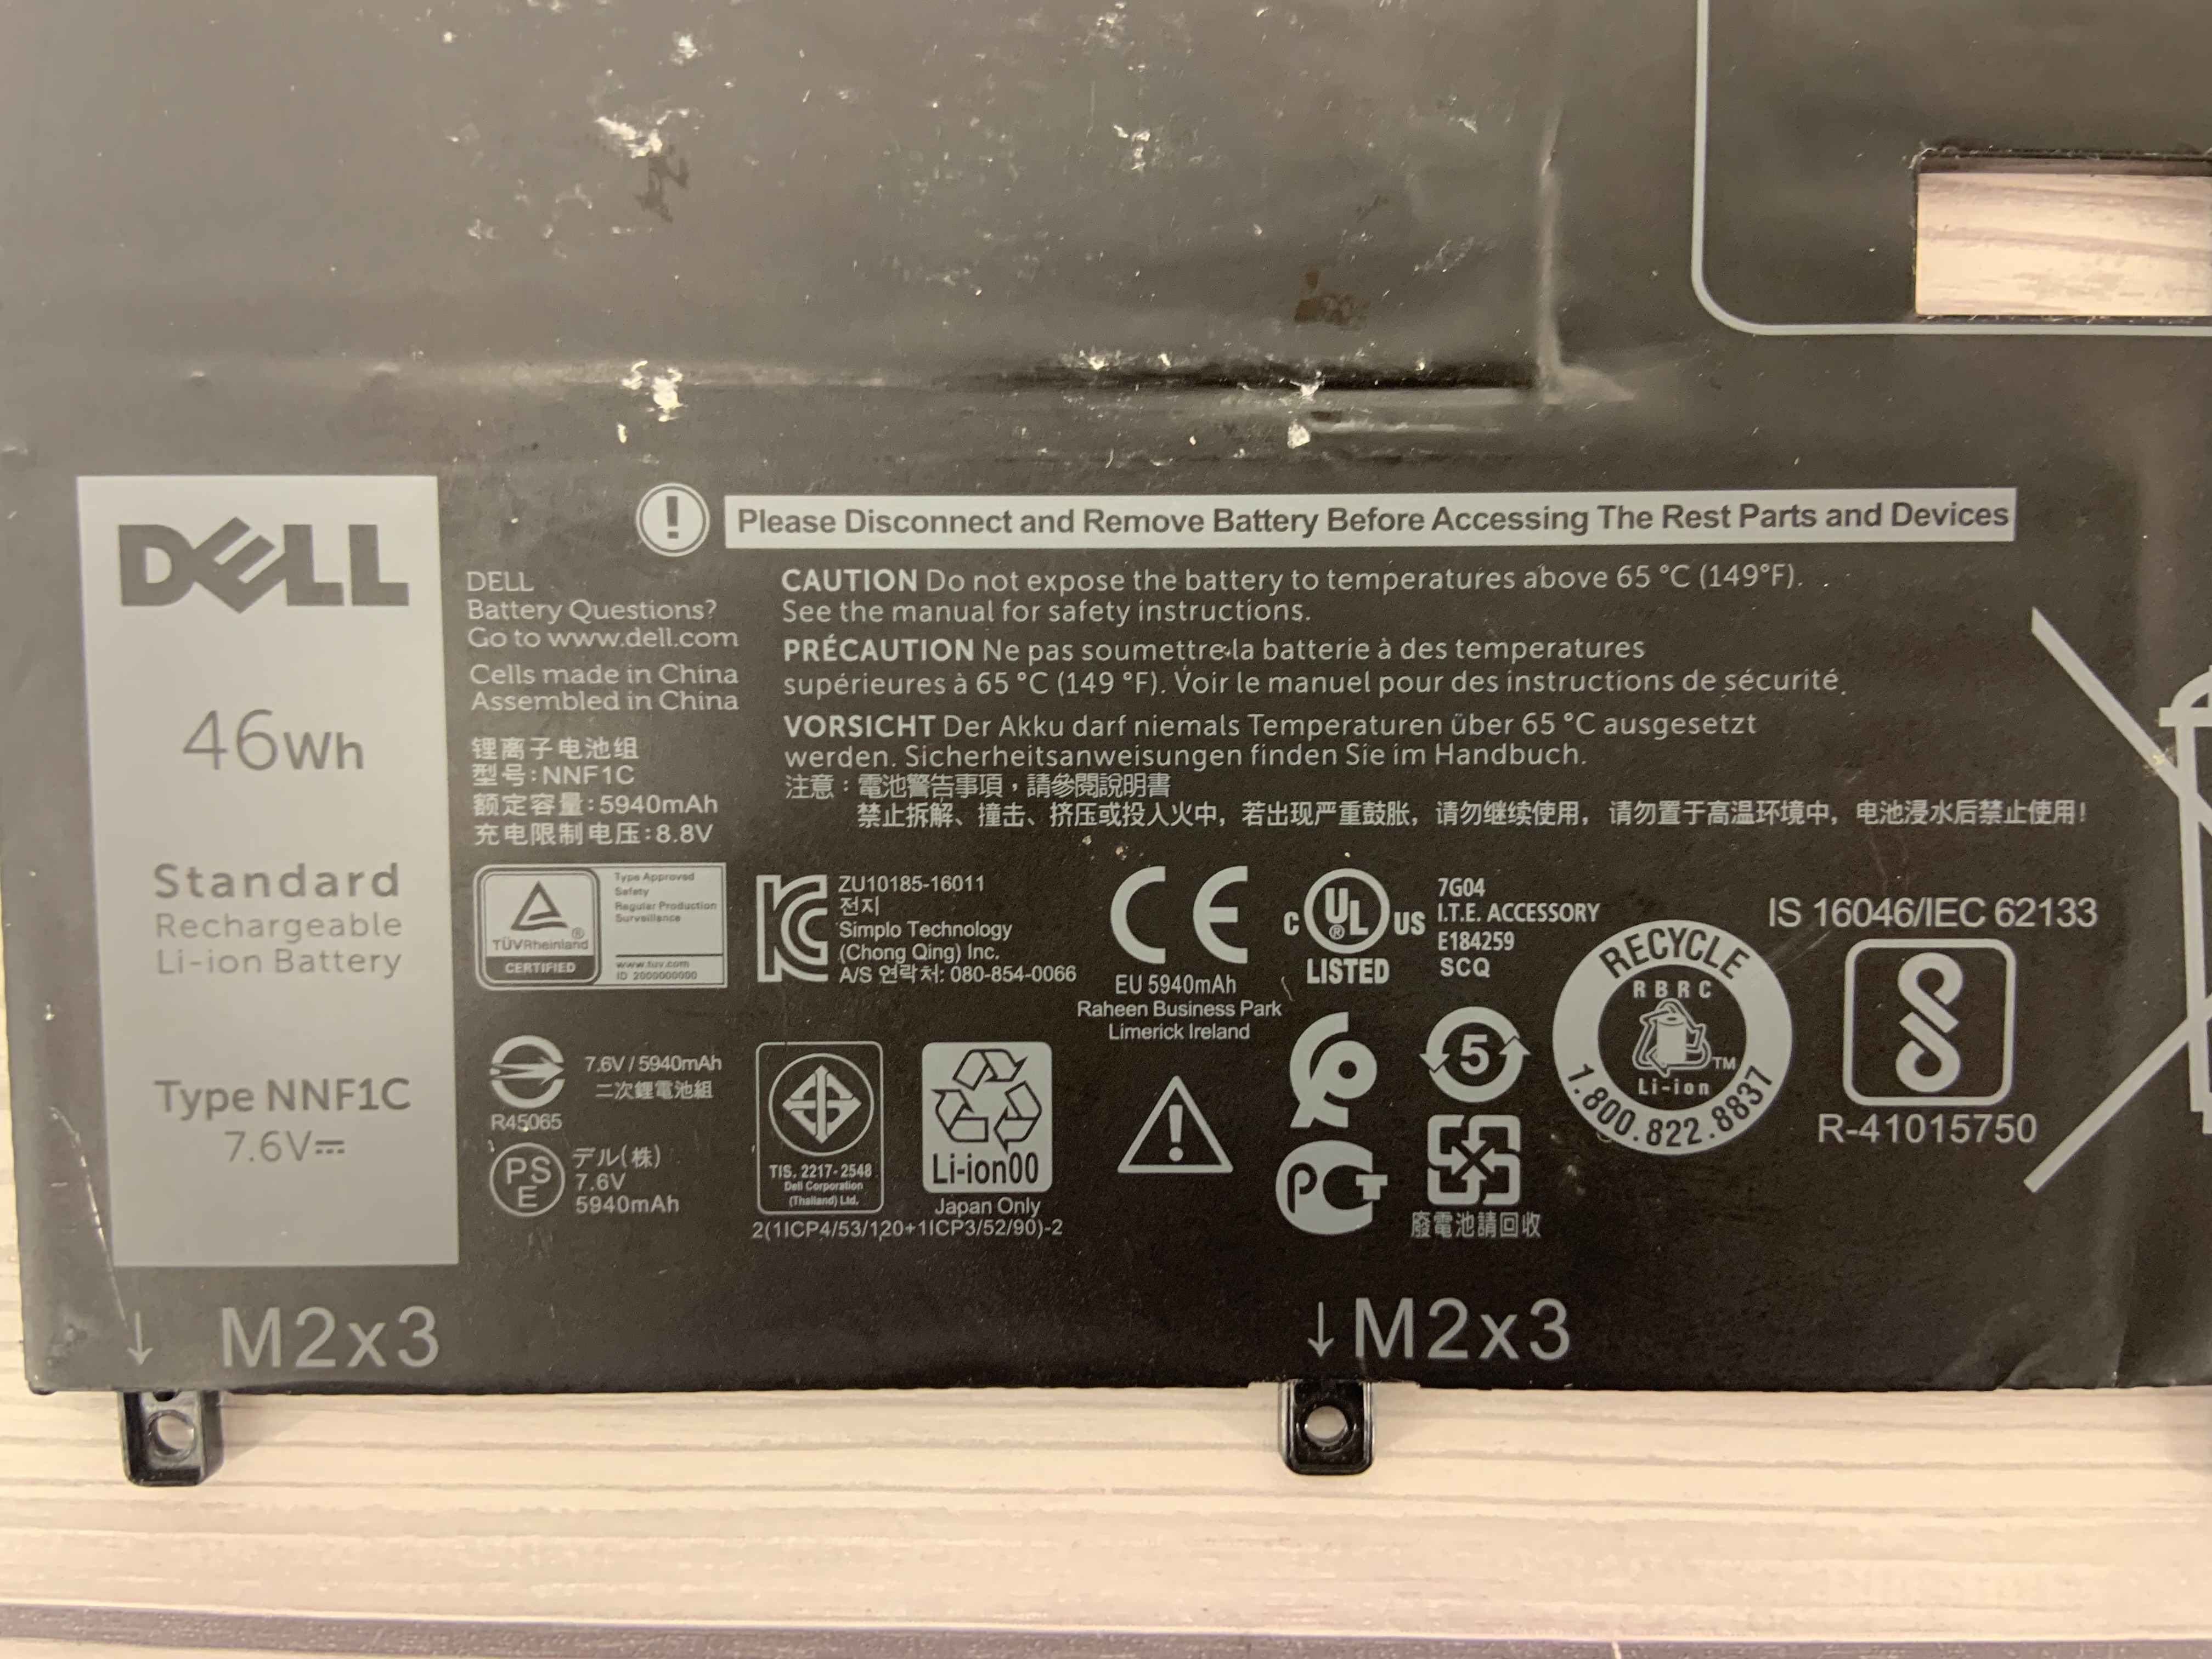 Please Disconnect and Remove Battery Before Accessing The Rest Parts and Devices
DELL
46Wh
Standard
Rechargeable
Li-ion Battery
Type NNF1C
7.6V
DELL
Battery Questions?
Go to www.dell.com
Cells made in China
Assembled in China
锂离子电池组
型号:NNF1C
额定容量:5940mAh
充电限制电压:8.8V
CAUTION Do not expose the battery to temperatures above 65 °C (149°F).
See the manual for safety instructions.
PRÉCAUTION Ne pas soumettre la batterie à des temperatures
supérieures à 65 °C (149 °F). Voir le manuel pour des instructions de sécurité.
VORSICHT Der Akku darf niemals Temperaturen über 65 °C ausgesetzt
werden. Sicherheitsanweisungen finden Sie im Handbuch.
注意：電池警告事項，請參閱說明書
禁止拆解、撞击、挤压或投入火中，若出现严重鼓胀，请勿继续使用，请勿置于高温环境中，电池浸水后禁止使用!
TÜVRheinland
CERTIFIED
Type Approved
Safety
Regular Production
Surveillance
www.tuv.com
ID 2000000000
ZU10185-16011
전지
Simplo Technology
(Chong Qing) Inc.
A/S 연락처: 080-854-0066
CE
EU 5940mAh
Raheen Business Park
Limerick Ireland
C UL ® US
LISTED
7G04
I.T.E. ACCESSORY
E184259
SCQ
RECYCLE
RBRC
TM
Li-ion
1.800.822.8837
IS 16046/IEC 62133
R-41015750
R45065
7.6V / 5940mAh
二次鋰電池組
PS
E
デル(株)
7.6V
5940mAh
TIS. 2217-2548
Dell Corporation
(Thailand) Ltd.
Li-ion00
Japan Only
2(1ICP4/53/120+1ICP3/52/90)-2
5
廢電池請回收
↓ M2x3
↓M2x3